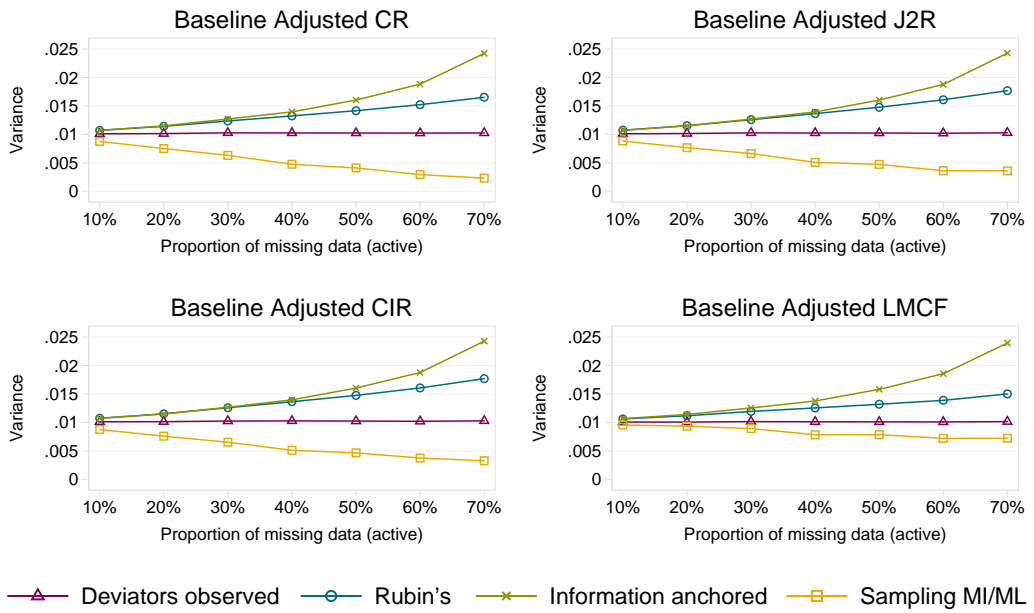 Baseline Adjusted CR
Variance
.025
.02
.015
.01
.005
0
10% 20% 30% 40% 50% 60% 70%
Proportion of missing data (active)
Baseline Adjusted J2R
Variance
.025
.02
.015
.01
.005
0
10% 20% 30% 40% 50% 60% 70%
Proportion of missing data (active)
Baseline Adjusted CIR
Variance
.025
.02
.015
.01
.005
0
10% 20% 30% 40% 50% 60% 70%
Proportion of missing data (active)
Baseline Adjusted LMCF
Variance
.025
.02
.015
.01
.005
0
10% 20% 30% 40% 50% 60% 70%
Proportion of missing data (active)
Deviators observed Rubin's Information anchored Sampling MI/ML